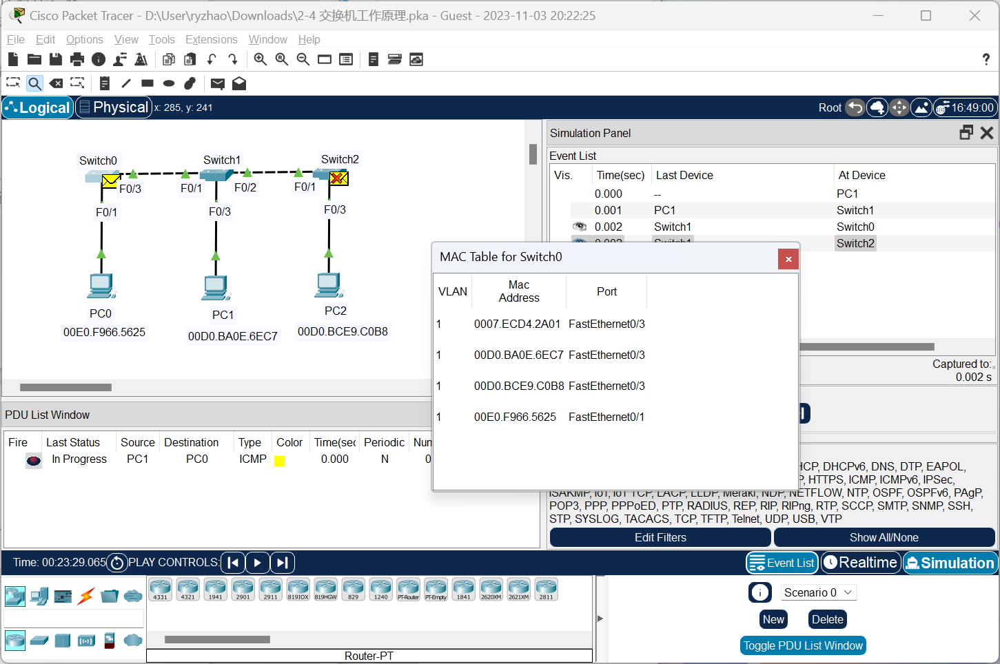 Cisco Packet Tracer - D:\User\ryzhao\Downloads\2-4 交换机工作原理.pka - Guest - 2023-11-03 20:22:25
File Edit Options View Tools Extensions Window Help
?
Logical Physical x: 285, y: 241 Root 16:49:00
Switch0
Switch1
Switch2
F0/3
F0/1
F0/2
F0/1
F0/1
F0/3
F0/3
PC0
PC1
PC2
00E0.F966.5625
00D0.BA0E.6EC7
00D0.BCE9.C0B8
Simulation Panel
Event List
Vis. Time(sec) Last Device At Device
0.000 -- PC1
0.001 PC1 Switch1
0.002 Switch1 Switch0
0.002 Switch1 Switch2
Captured to:
0.002 s
MAC Table for Switch0
VLAN Mac Address Port
1 0007.ECD4.2A01 FastEthernet0/3
1 00D0.BA0E.6EC7 FastEthernet0/3
1 00D0.BCE9.C0B8 FastEthernet0/3
1 00E0.F966.5625 FastEthernet0/1
PDU List Window
Fire Last Status Source Destination Type Color Time(sec Periodic Num
In Progress PC1 PC0 ICMP 0.000 N 0
HCP, DHCPv6, DNS, DTP, EAPOL,
P, HTTPS, ICMP, ICMPv6, IPSec,
ISAKMP, IoT, IoT TCP, LACP, LLDP, Meraki, NDP, NETFLOW, NTP, OSPF, OSPFv6, PAgP,
POP3, PPP, PPPoED, PTP, RADIUS, REP, RIP, RIPng, RTP, SCCP, SMTP, SNMP, SSH,
STP, SYSLOG, TACACS, TCP, TFTP, Telnet, UDP, USB, VTP
Edit Filters Show All/None
Time: 00:23:29.065 PLAY CONTROLS: Event List Realtime Simulation
4331 4321 1941 2901 2911 819IOX 819HGW 829 1240 PT-Router PT-Empty 1841 2620XM 2621XM 2811
Router-PT
Scenario 0
New Delete
Toggle PDU List Window